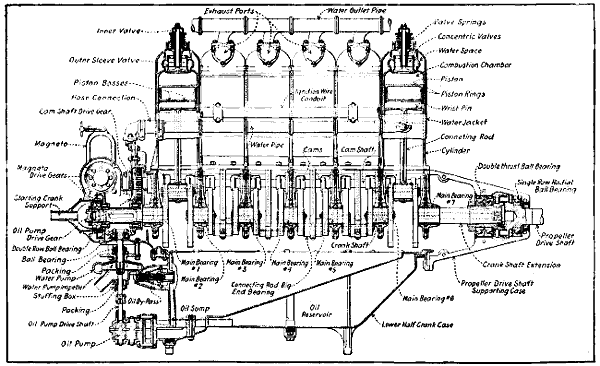 Exhaust Ports
Water Outlet Pipe
Inner Valve
Outer Sleeve Valve
Piston Bosses
Hose Connection
Cam Shaft Drive Gear
Magneto
Magneto
Drive Gears
Starting Crank
Support
Oil Pump
Drive Gear
Double Row Ball Bearing
Ball Bearing
Packing
Water Pump
Water Pump Impeller
Stuffing Box
Packing
Oil Pump Drive Shaft
Oil Pump
Valve Springs
Concentric Valves
Water Space
Combustion Chamber
Piston
Piston Rings
Wrist Pin
Water Jacket
Connecting Rod
Cylinder
Ignition Wire
Conduit
Water Pipe
Cams
Cam Shaft
Double Thrust Ball Bearing
Single Row Radial
Ball Bearing
Main Bearing
#7
Propeller
Drive Shaft
Crank Shaft
Crank Shaft Extension
Main Bearing
#1
Main Bearing
#2
Main Bearing
#3
Main Bearing
#4
Main Bearing
#5
Main Bearing #6
Connecting Rod Big
End Bearing
Propeller Drive Shaft
Supporting Case
Oil By-Pass
Oil Sump
Oil
Reservoir
Lower Half Crank Case